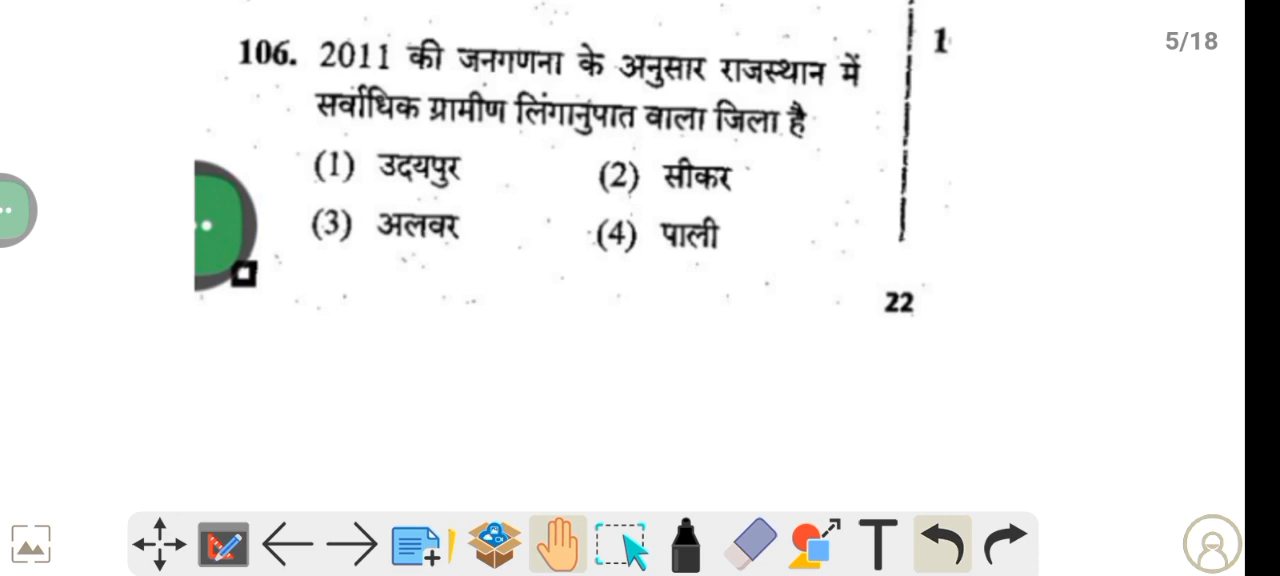 5/18
1
106. 2011 की जनगणना के अनुसार राजस्थान में
सर्वाधिक ग्रामीण लिंगानुपात वाला जिला है
(1) उदयपुर (2) सीकर
(3) अलवर (4) पाली
22
T